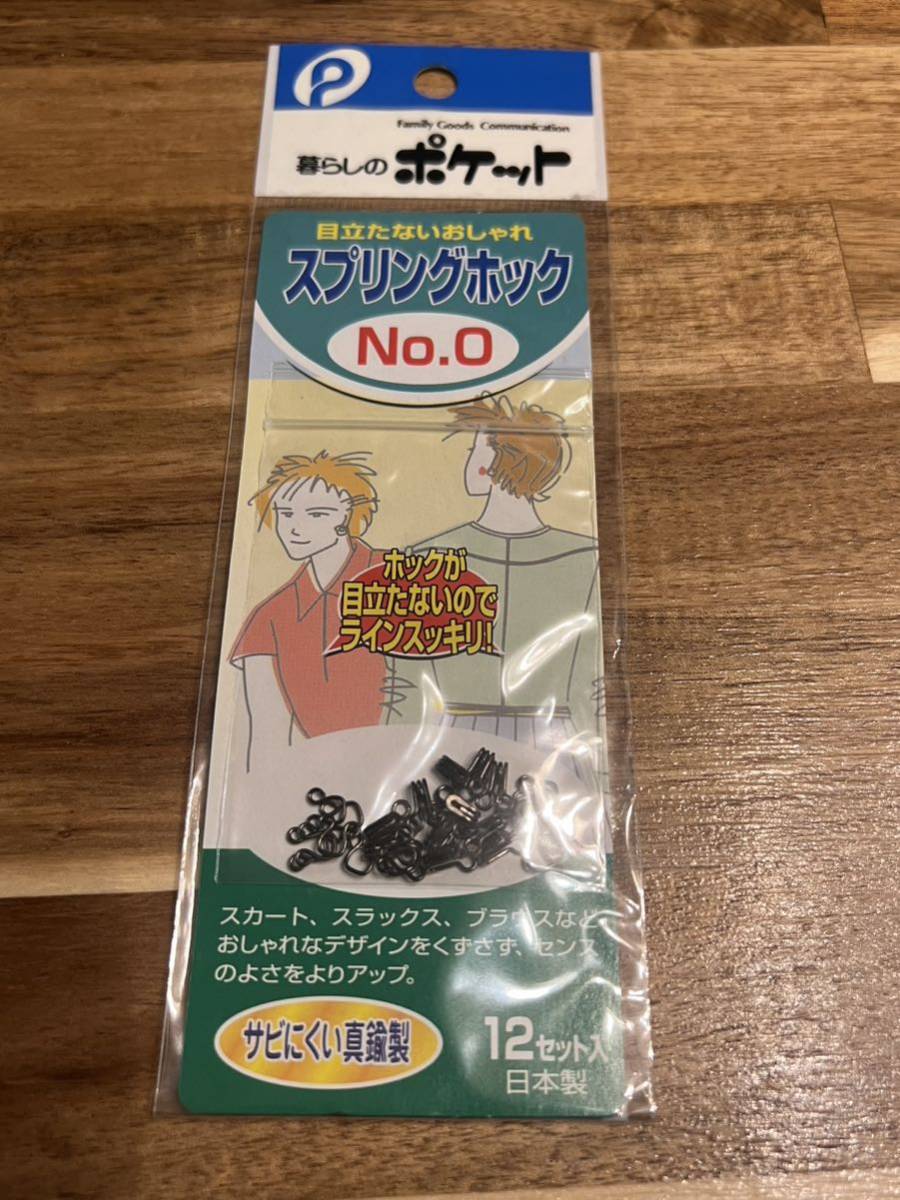 Family Goods Communication
暮らしの ポケット
目立たないおしゃれ
スプリングホック
No.0
ホックが
目立たないので
ラインスッキリ!
スカート、スラックス、ブラウスなど
おしゃれなデザインをくずさず、センス
のよさをよりアップ。
サビにくい真鍮製
12セット入
日本製